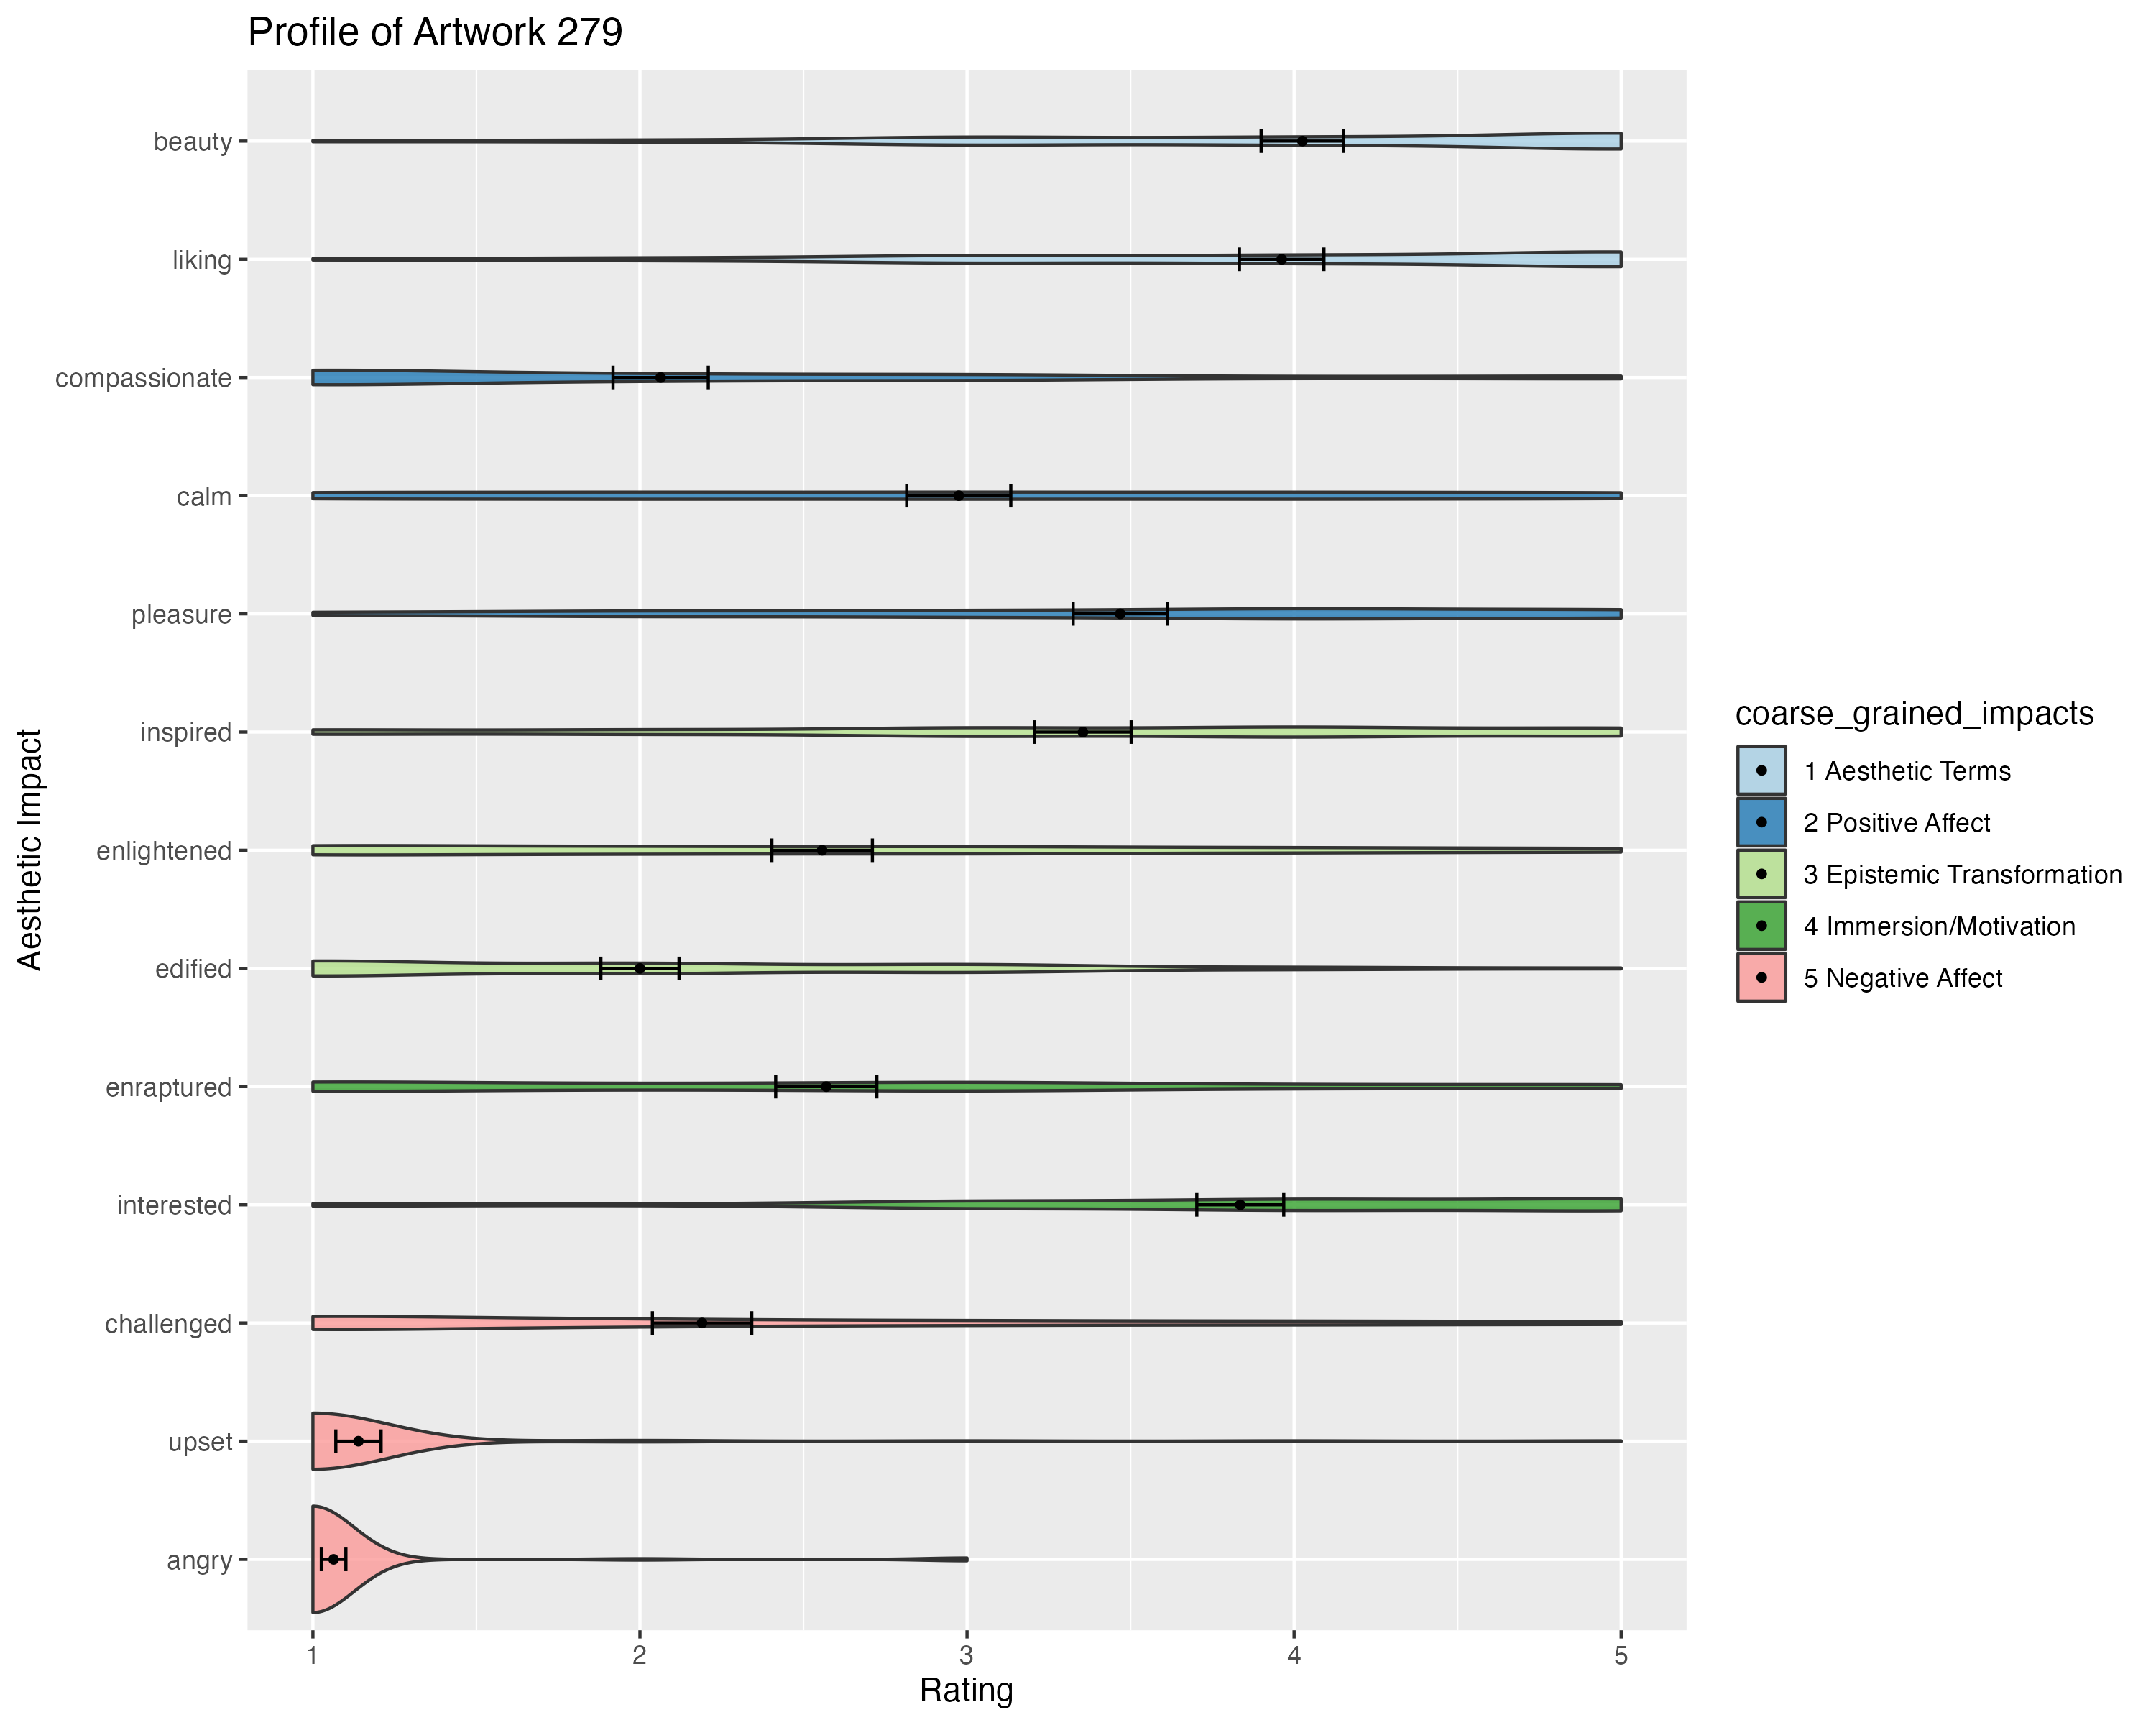 Profile of Artwork 279
beauty
liking
compassionate
calm
pleasure
inspired
enlightened
edified
enraptured
interested
challenged
upset
angry
Aesthetic Impact
1 2 3 4 5
Rating
coarse_grained_impacts
1 Aesthetic Terms
2 Positive Affect
3 Epistemic Transformation
4 Immersion/Motivation
5 Negative Affect